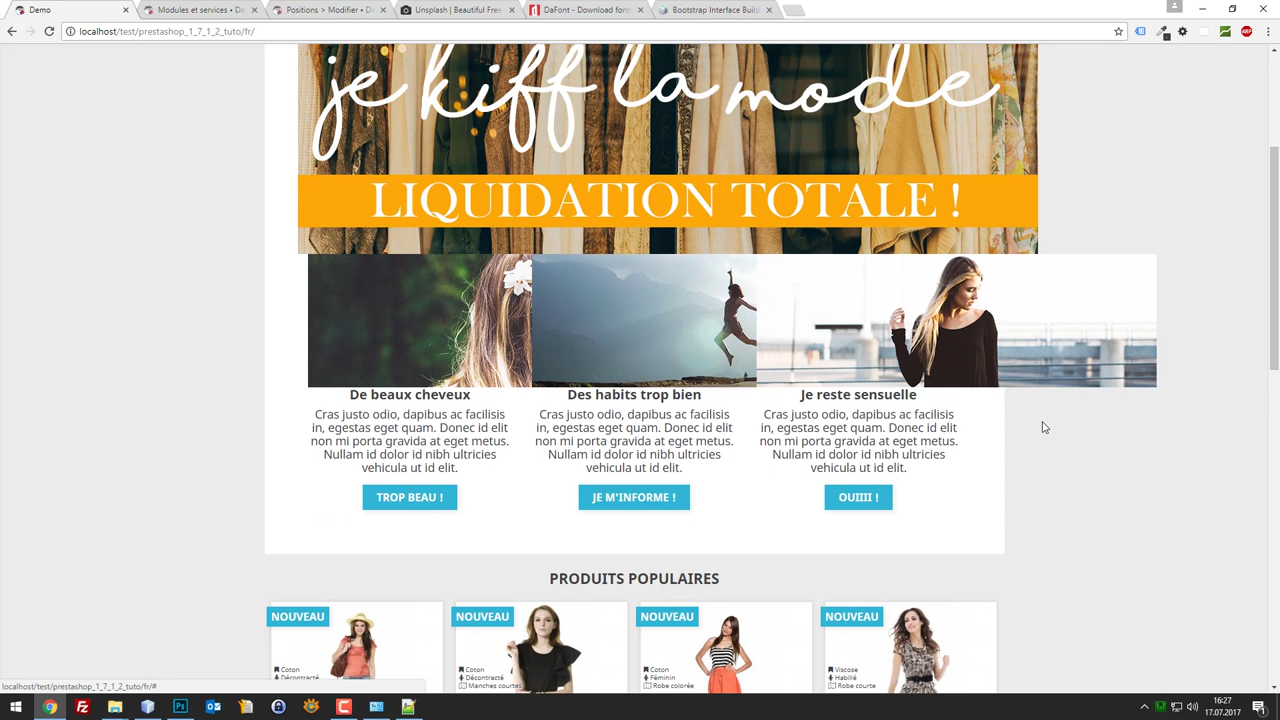 Demo
Modules et services • De
Positions > Modifier • De
Unsplash | Beautiful Free
DaFont - Download form
Bootstrap Interface Build
localhost/test/prestashop_1_7_1_2_tuto/fr/
ABP
je kiff la mode
LIQUIDATION TOTALE !
De beaux cheveux
Des habits trop bien
Je reste sensuelle
Cras justo odio, dapibus ac facilisis
in, egestas eget quam. Donec id elit
non mi porta gravida at eget metus.
Nullam id dolor id nibh ultricies
vehicula ut id elit.
Cras justo odio, dapibus ac facilisis
in, egestas eget quam. Donec id elit
non mi porta gravida at eget metus.
Nullam id dolor id nibh ultricies
vehicula ut id elit.
Cras justo odio, dapibus ac facilisis
in, egestas eget quam. Donec id elit
non mi porta gravida at eget metus.
Nullam id dolor id nibh ultricies
vehicula ut id elit.
TROP BEAU !
JE M'INFORME !
OUIIII !
PRODUITS POPULAIRES
NOUVEAU
NOUVEAU
NOUVEAU
NOUVEAU
Coton
Décontracté
Coton
Décontracté
Manches courtes
Coton
Féminin
Robe colorée
Viscose
Habillé
Robe courte
localhost/test/prestashop_1_7_1_2_tuto/fr/#
16:27
17.07.2017